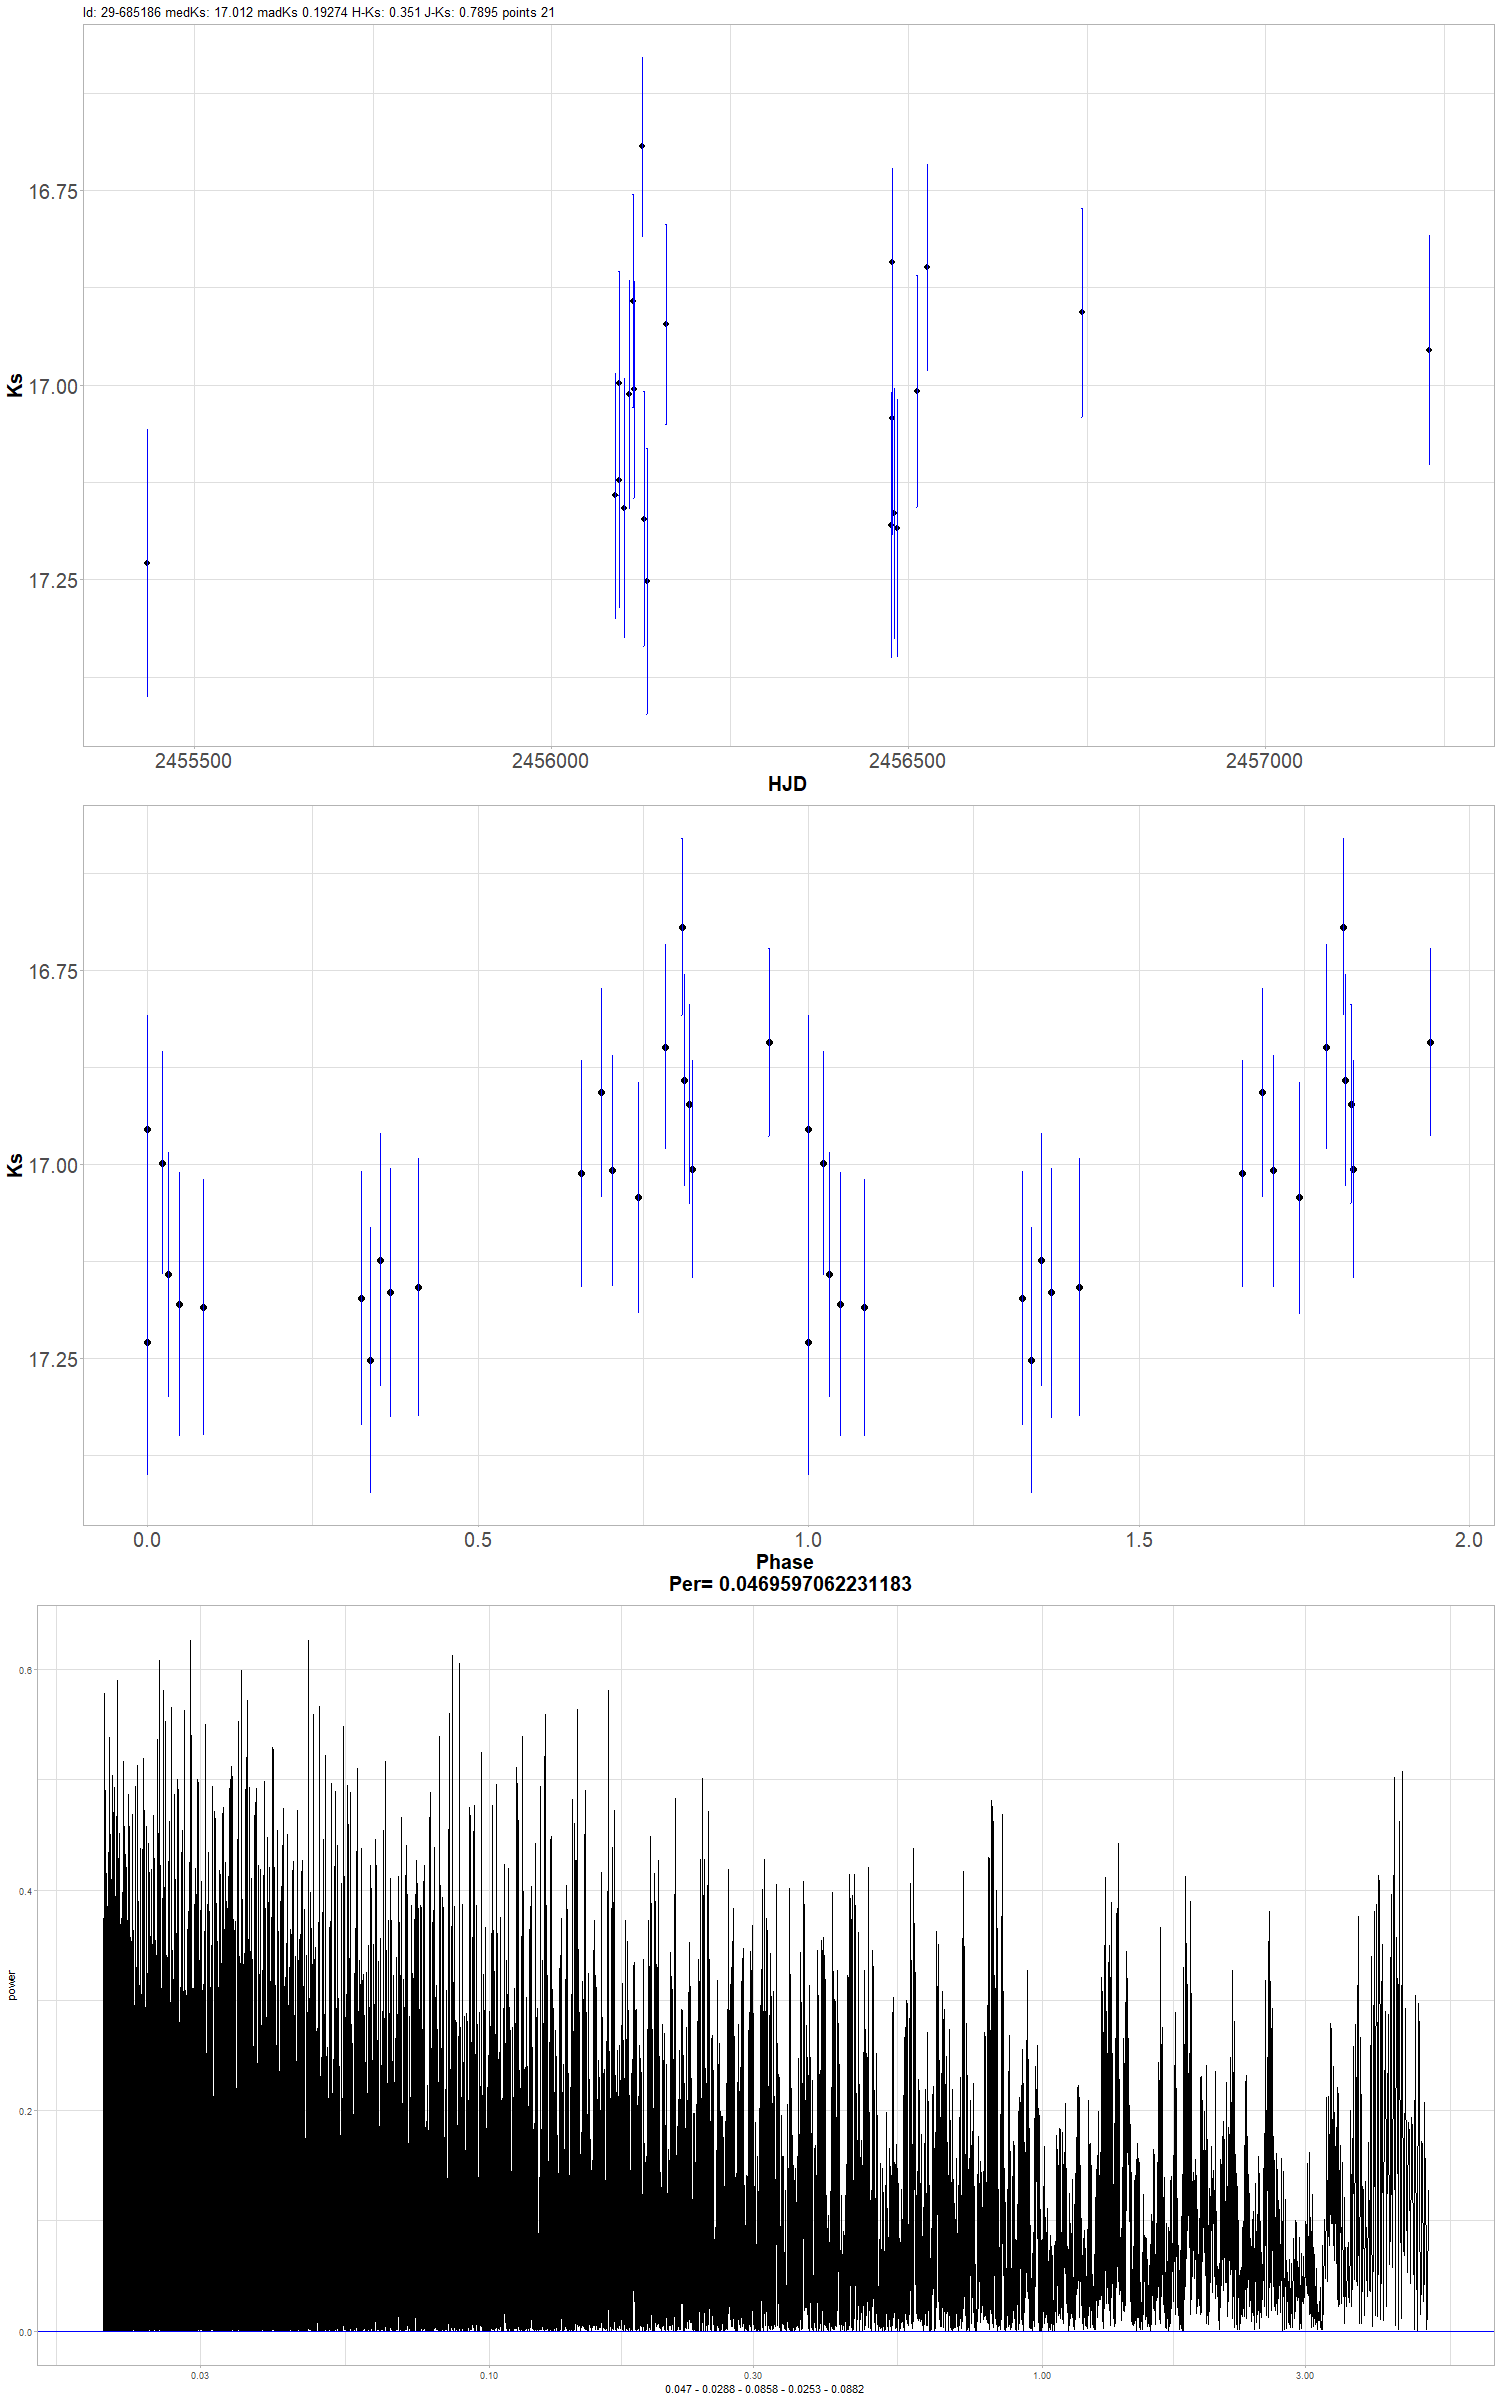 Id: 29-685186 medKs: 17.012 madKs 0.19274 H-Ks: 0.351 J-Ks: 0.7895 points 21
16.75
17.00
17.25
Ks
2455500 2456000 2456500 2457000
HJD
16.75
17.00
17.25
Ks
0.0 0.5 1.0 1.5 2.0
Phase
Per= 0.0469597062231183
0.6
0.4
0.2
0.0
power
0.03 0.10 0.30 1.00 3.00
0.047 - 0.0288 - 0.0858 - 0.0253 - 0.0882